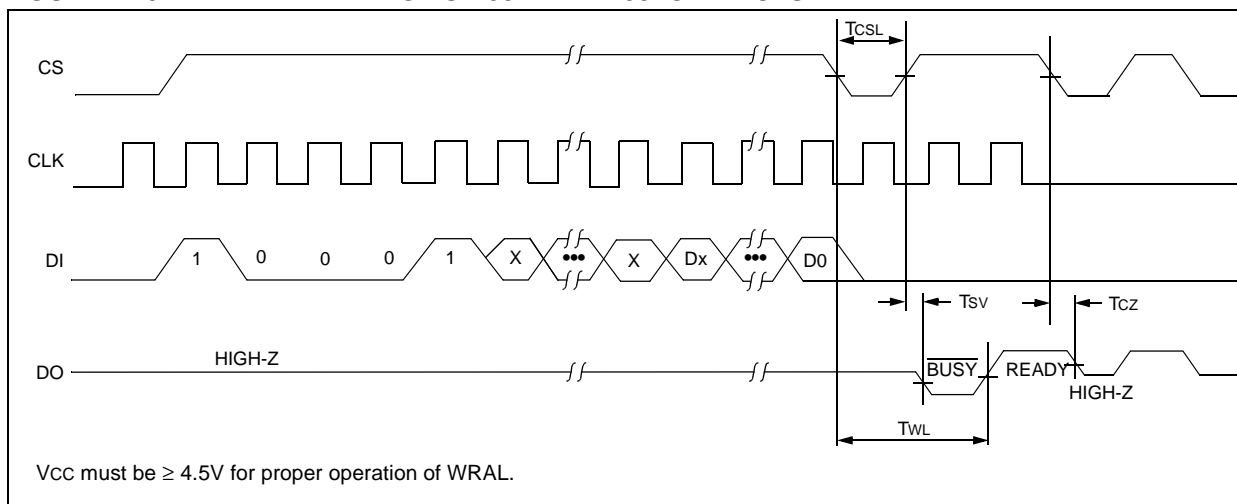 TCSL
CS
CLK
DI 1 0 0 0 1 X ••• X Dx ••• D0
TSV TCZ
HIGH-Z
DO BUSY READY HIGH-Z
TWL
VCC must be ≥ 4.5V for proper operation of WRAL.